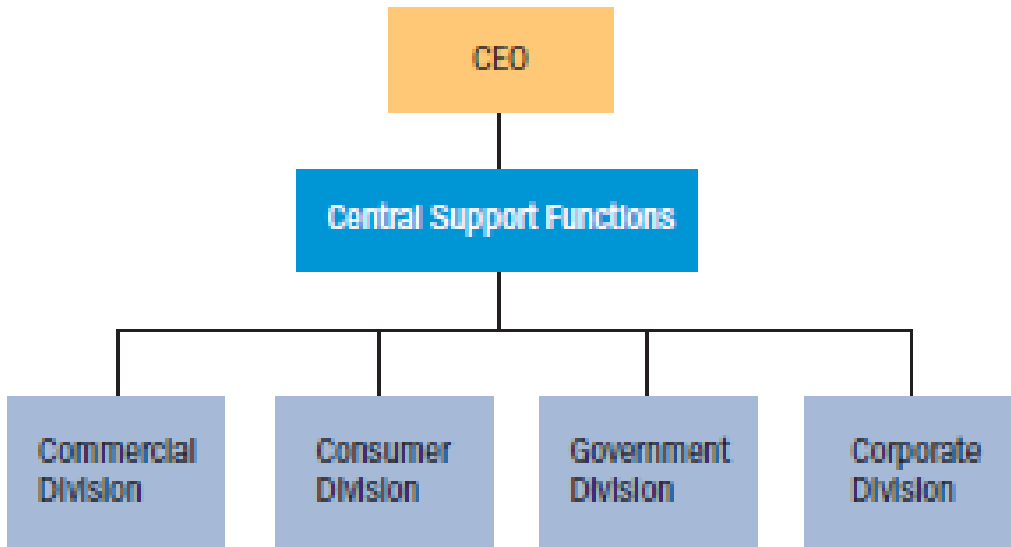 CEO
Central Support Functions
Commercial
Division
Consumer
Division
Government
Division
Corporate
Division